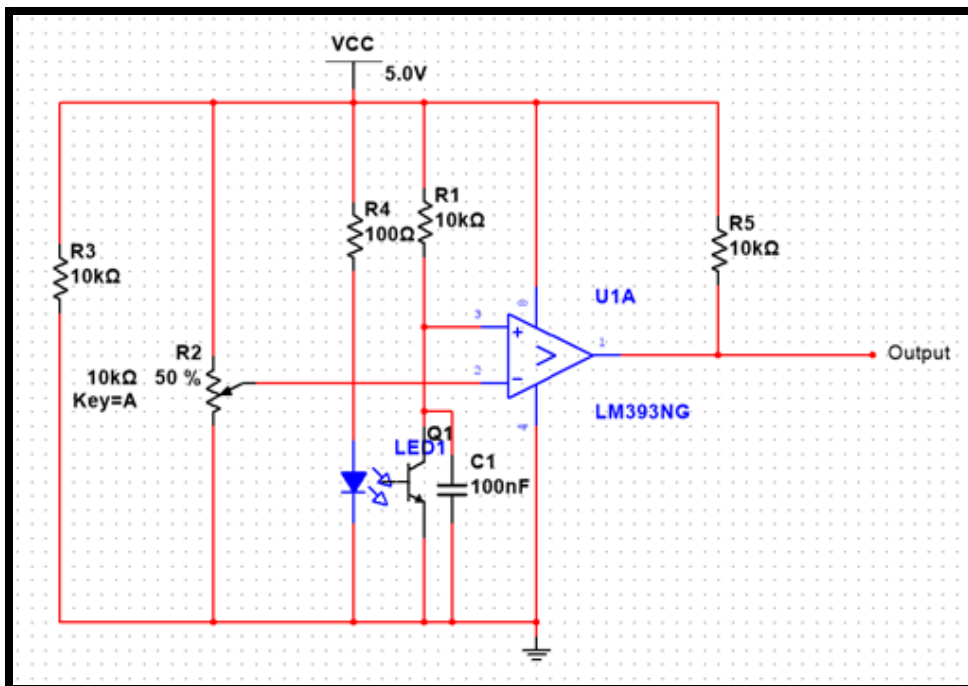 VCC
5.0V
R1
10kΩ
R4
100Ω
R5
10kΩ
R3
10kΩ
U1A
8
3
1
Output
2
R2
10kΩ 50 %
Key=A
LM393NG
4
Q1
LED1
C1
100nF